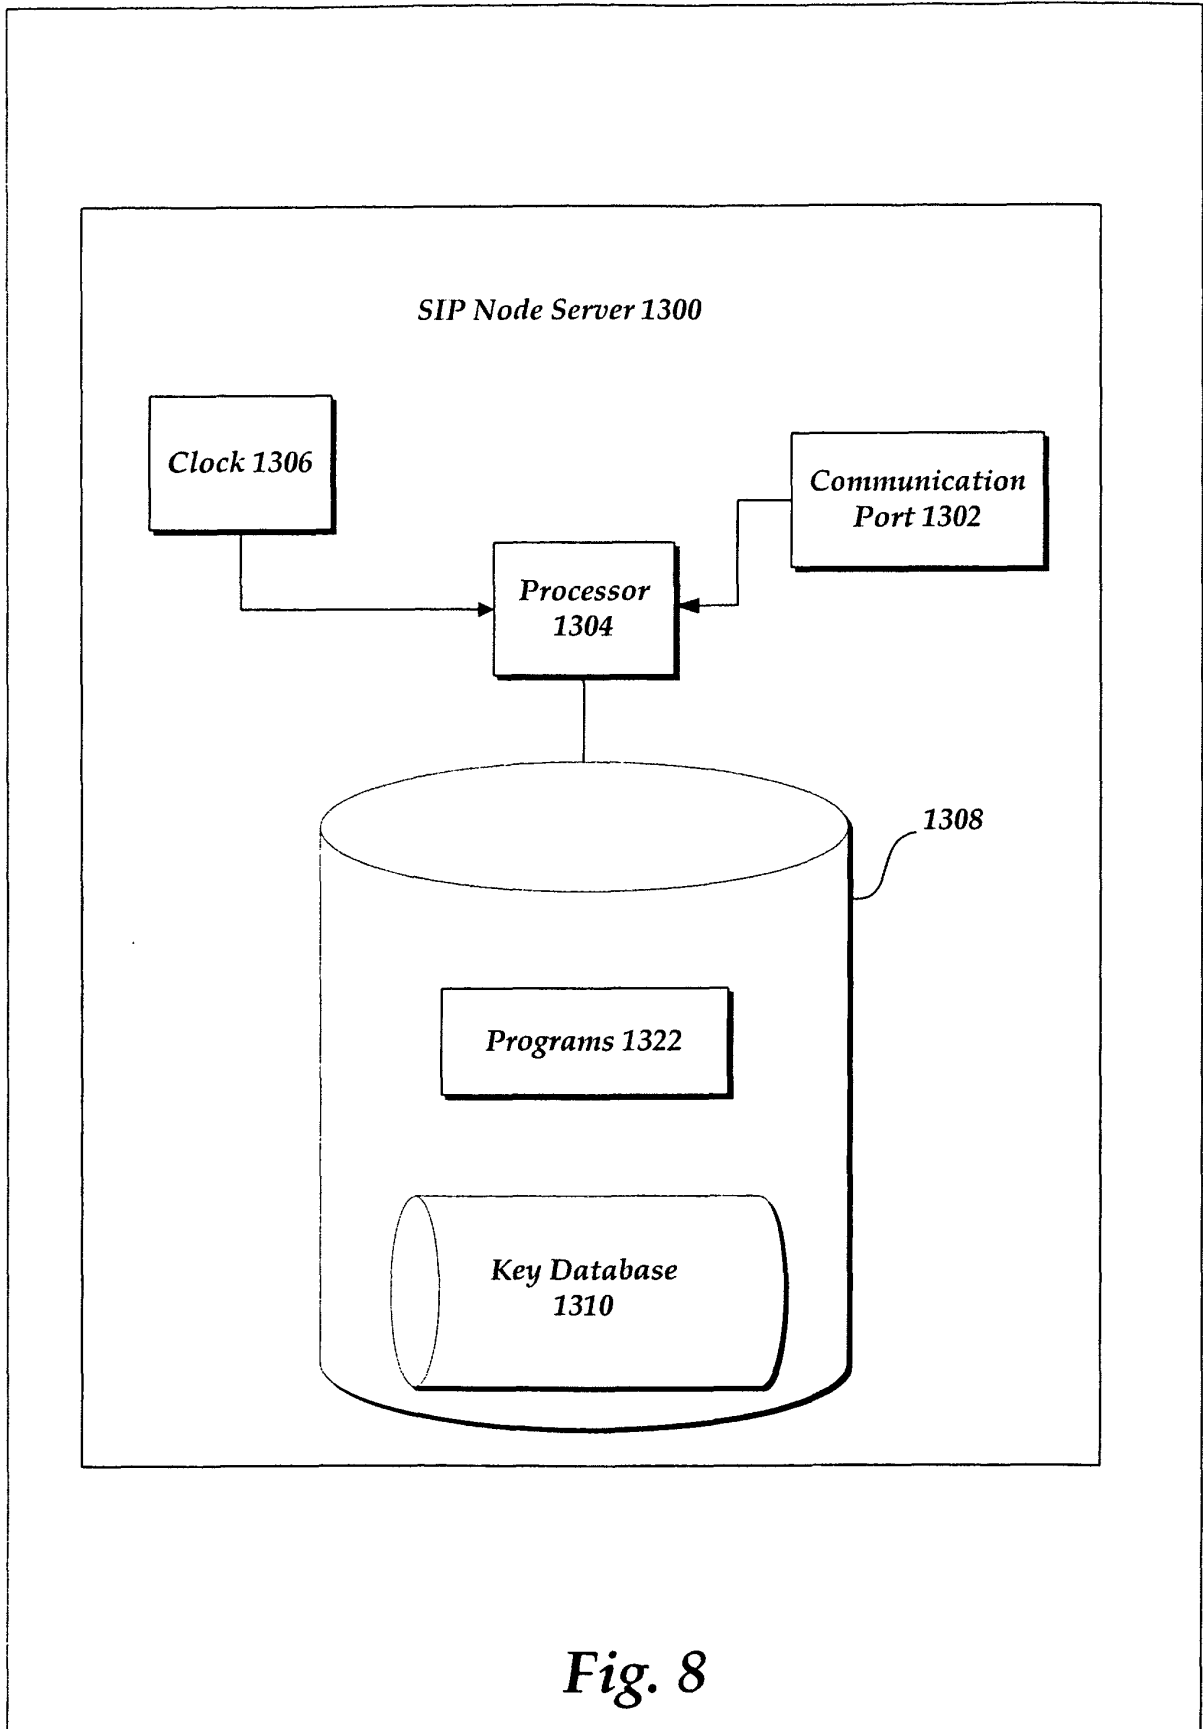 SIP Node Server 1300
Clock 1306
Communication
Port 1302
Processor
1304
1308
Programs 1322
Key Database
1310
Fig. 8